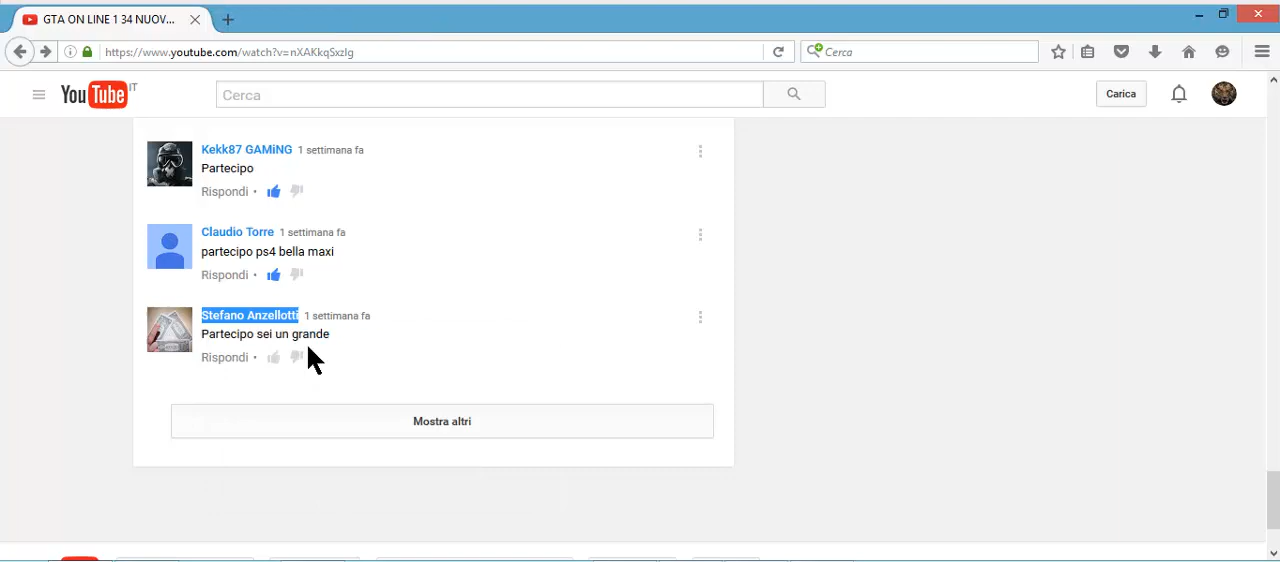 GTA ON LINE 1 34 NUOV...
https://www.youtube.com/watch?v=nXAKkqSxzIg
Cerca
YouTube IT
Cerca
Carica
Kekk87 GAMiNG 1 settimana fa
Partecipo
Rispondi •
Claudio Torre 1 settimana fa
partecipo ps4 bella maxi
Rispondi •
Stefano Anzellotti 1 settimana fa
Partecipo sei un grande
Rispondi •
Mostra altri